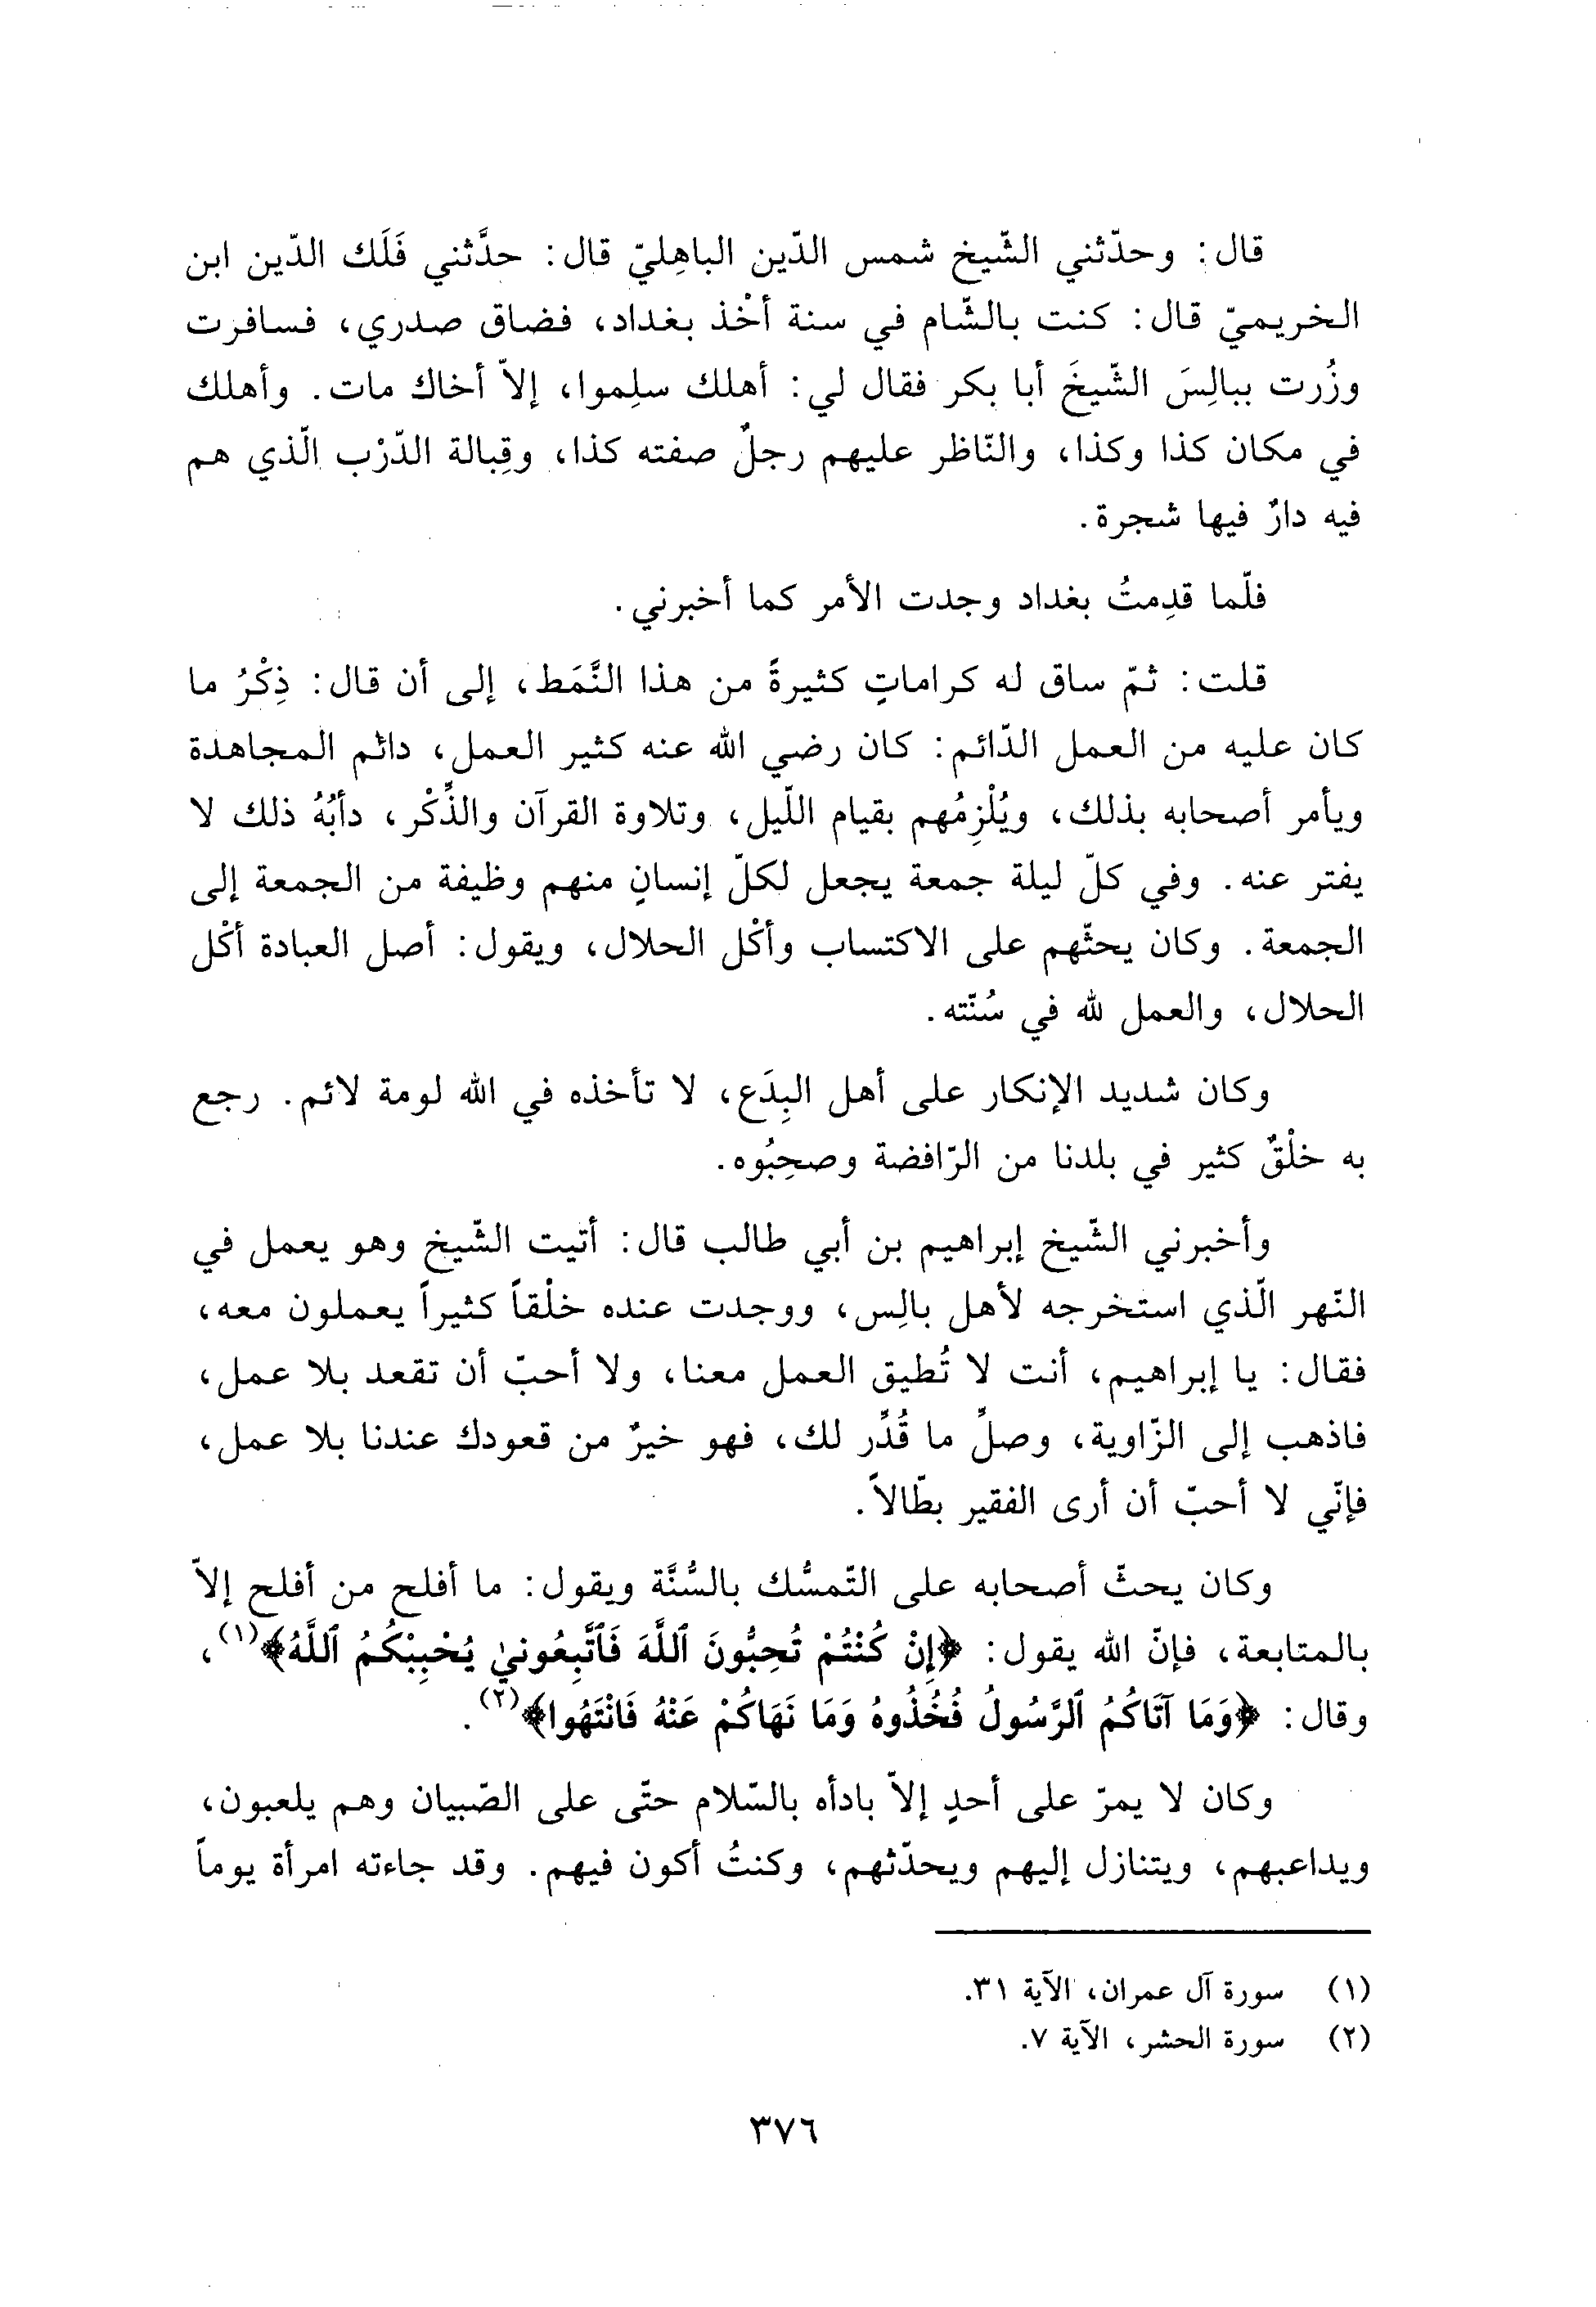 قال: وحدّثني الشّيخ شمس الدّين الباهِليّ قال: حدَّثني فَلَك الدّين ابن
الخريميّ قال: كنت بالشّام في سنة أخْذ بغداد، فضاق صدري، فسافرت
وزُرت ببالِسَ الشّيخَ أبا بكر فقال لي: أهلك سلِموا، إلاّ أخاك مات. وأهلك
في مكان كذا وكذا، والنّاظر عليهم رجلٌ صفته كذا، وقِبالة الدّرْب الّذي هم
فيه دارٌ فيها شجرة.
فلّما قدِمتُ بغداد وجدت الأمر كما أخبرني.
قلت: ثمّ ساق له كراماتٍ كثيرةً من هذا النَّمَط، إلى أن قال: ذِكْرُ ما
كان عليه من العمل الدّائم: كان رضي الله عنه كثير العمل، دائم المجاهدة
ويأمر أصحابه بذلك، ويُلْزِمُهم بقيام اللّيل، وتلاوة القرآن والذِّكْر، دأبُهُ ذلك لا
يفتر عنه. وفي كلّ ليلة جمعة يجعل لكلّ إنسانٍ منهم وظيفة من الجمعة إلى
الجمعة. وكان يحثّهم على الاكتساب وأكْل الحلال، ويقول: أصل العبادة أكْل
الحلال، والعمل لله في سُنّته.
وكان شديد الإنكار على أهل البِدَع، لا تأخذه في الله لومة لائم. رجع
به خلْقٌ كثير في بلدنا من الرّافضة وصحِبُوه.
وأخبرني الشّيخ إبراهيم بن أبي طالب قال: أتيت الشّيخ وهو يعمل في
النّهر الّذي استخرجه لأهل بالِس، ووجدت عنده خلْقاً كثيراً يعملون معه،
فقال: يا إبراهيم، أنت لا تُطيق العمل معنا، ولا أحبّ أن تقعد بلا عمل،
فاذهب إلى الزّاوية، وصلِّ ما قُدِّر لك، فهو خيرٌ من قعودك عندنا بلا عمل،
فإنّي لا أحبّ أن أرى الفقير بطّالاً.
وكان يحثّ أصحابه على التّمسُّك بالسُّنَّة ويقول: ما أفلح من أفلح إلاّ
بالمتابعة، فإنّ الله يقول: ﴿إِنْ كُنْتُمْ تُحِبُّونَ ٱللَّهَ فَٱتَّبِعُونيٰ يُحْبِبْكُمُ ٱللَّهُ﴾(١)،
وقال: ﴿وَمَا آتَاكُمُ ٱلرَّسُولُ فُخُذُوهُ وَمَا نَهَاكُمْ عَنْهُ فَانْتَهُوا﴾(٢).
وكان لا يمرّ على أحدٍ إلاّ بادأه بالسّلام حتّى على الصّبيان وهم يلعبون،
ويداعبهم، ويتنازل إليهم ويحدّثهم، وكنتُ أكون فيهم. وقد جاءته امرأة يوماً
(١) سورة آل عمران، الآية ٣١.
(٢) سورة الحشر، الآية ٧.
٣٧٦